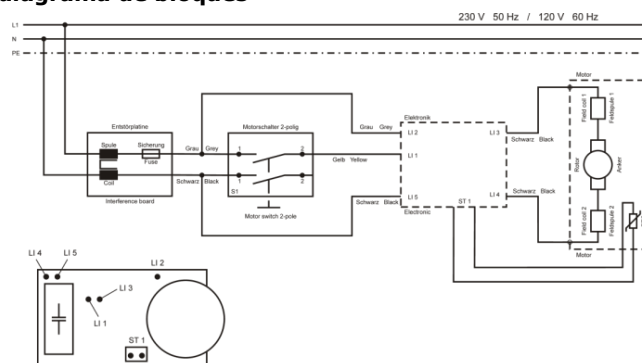 diagrama de bloques
230 V 50 Hz / 120 V 60 Hz
L1
N
PE
Motor
Entstörplatine
Motorschalter 2-polig
Elektronik
Spule
Sicherung
Fuse
Coil
Interference board
Grau Grey
Schwarz Black
1
2
1
2
S1
Motor switch 2-pole
Gelb Yellow
Grau Grey
LI 2
LI 1
LI 5
Schwarz Black
Electronic
LI 3
LI 4
ST 1
Schwarz Black
Schwarz Black
Field coil 1
Feldspule 1
Rotor
Anker
Field coil 2
Feldspule 2
Motor
LI 4
LI 5
LI 2
LI 3
LI 1
ST 1